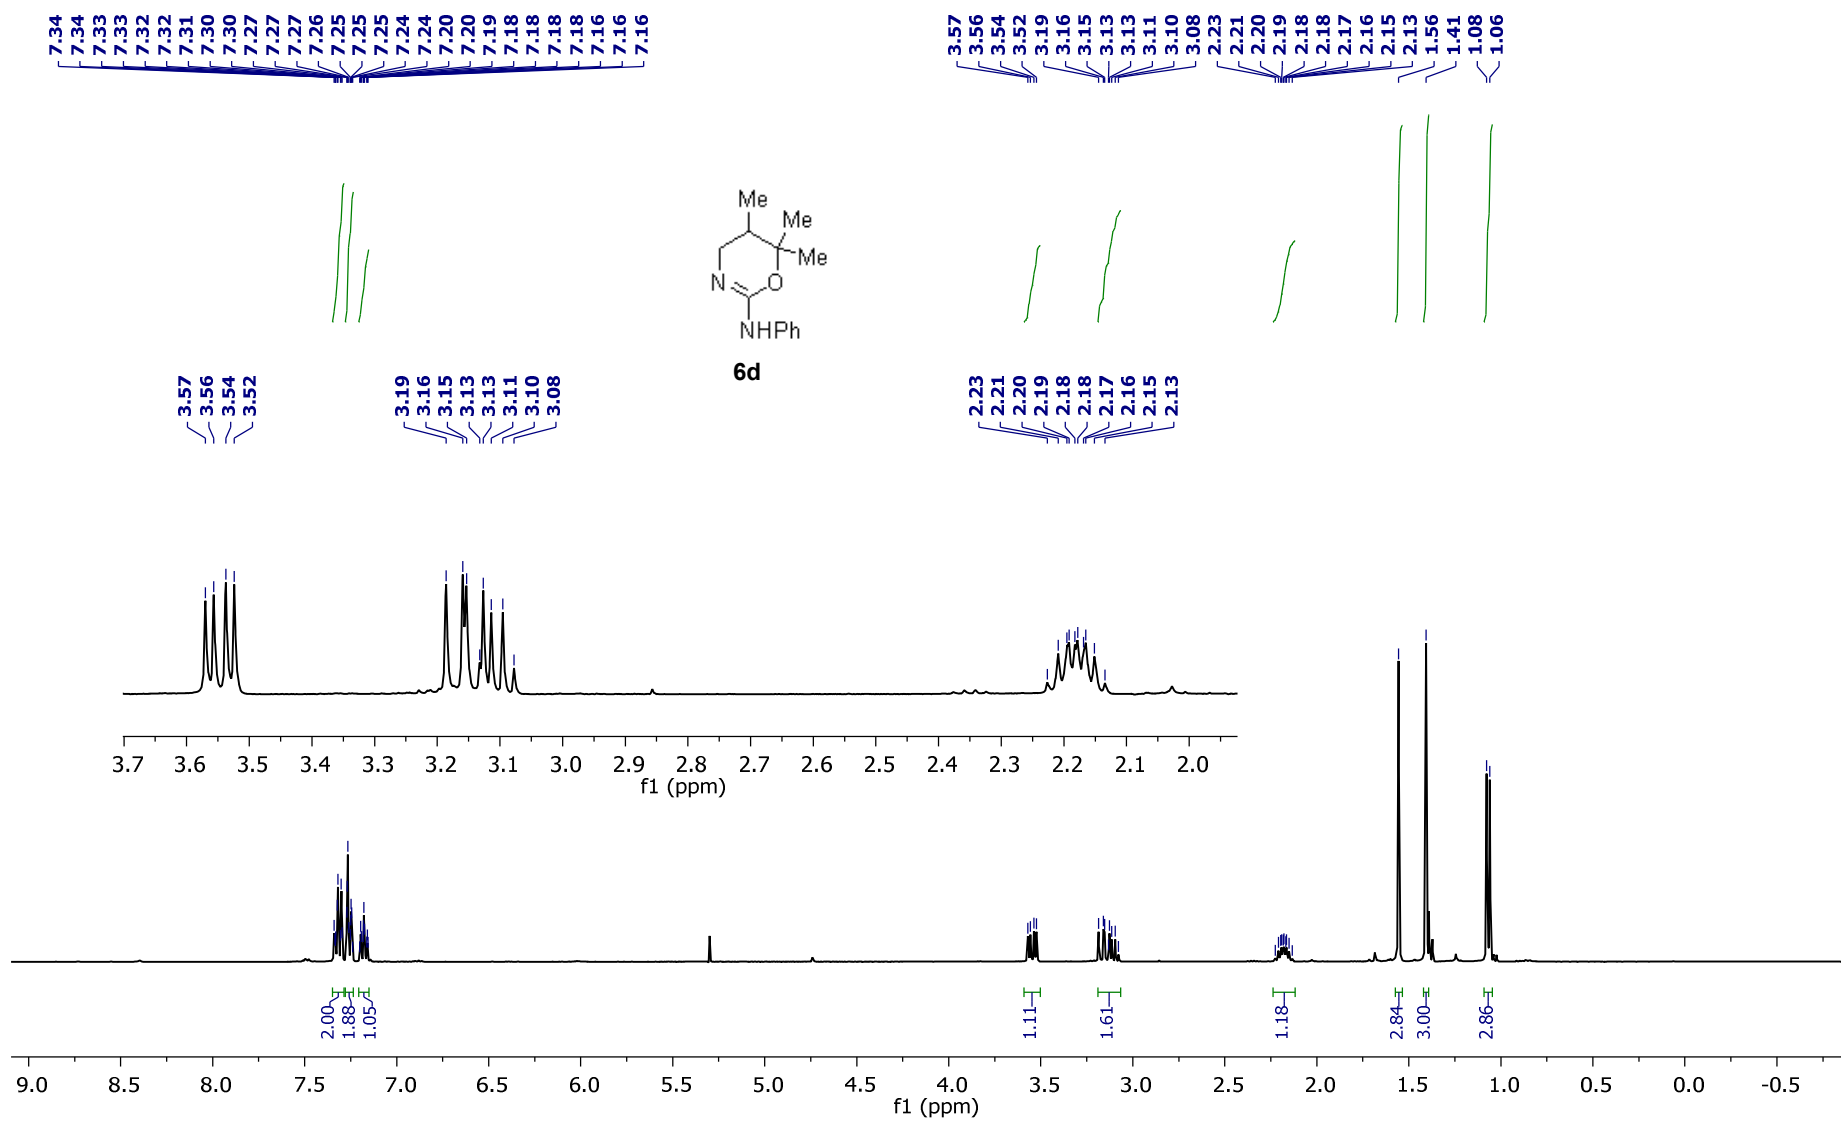 7.34 7.34 7.33 7.33 7.32 7.32 7.31 7.30 7.30 7.27 7.27 7.27 7.26 7.25 7.25 7.25 7.24 7.24 7.20 7.20 7.19 7.18 7.18 7.18 7.18 7.16 7.16 7.16
3.57 3.56 3.54 3.52 3.19 3.16 3.15 3.13 3.13 3.11 3.10 3.08 2.23 2.21 2.20 2.19 2.18 2.18 2.17 2.16 2.15 2.13 1.56 1.41 1.08 1.06
Me
Me
Me
N
O
NHPh
6d
3.57 3.56 3.54 3.52
3.19 3.16 3.15 3.13 3.13 3.11 3.10 3.08
2.23 2.21 2.20 2.19 2.18 2.18 2.17 2.16 2.15 2.13
3.7 3.6 3.5 3.4 3.3 3.2 3.1 3.0 2.9 2.8 2.7 2.6 2.5 2.4 2.3 2.2 2.1 2.0
f1 (ppm)
2.00 1.88 1.05 1.11 1.61 1.18 2.84 3.00 2.86
9.0 8.5 8.0 7.5 7.0 6.5 6.0 5.5 5.0 4.5 4.0 3.5 3.0 2.5 2.0 1.5 1.0 0.5 0.0 -0.5
f1 (ppm)